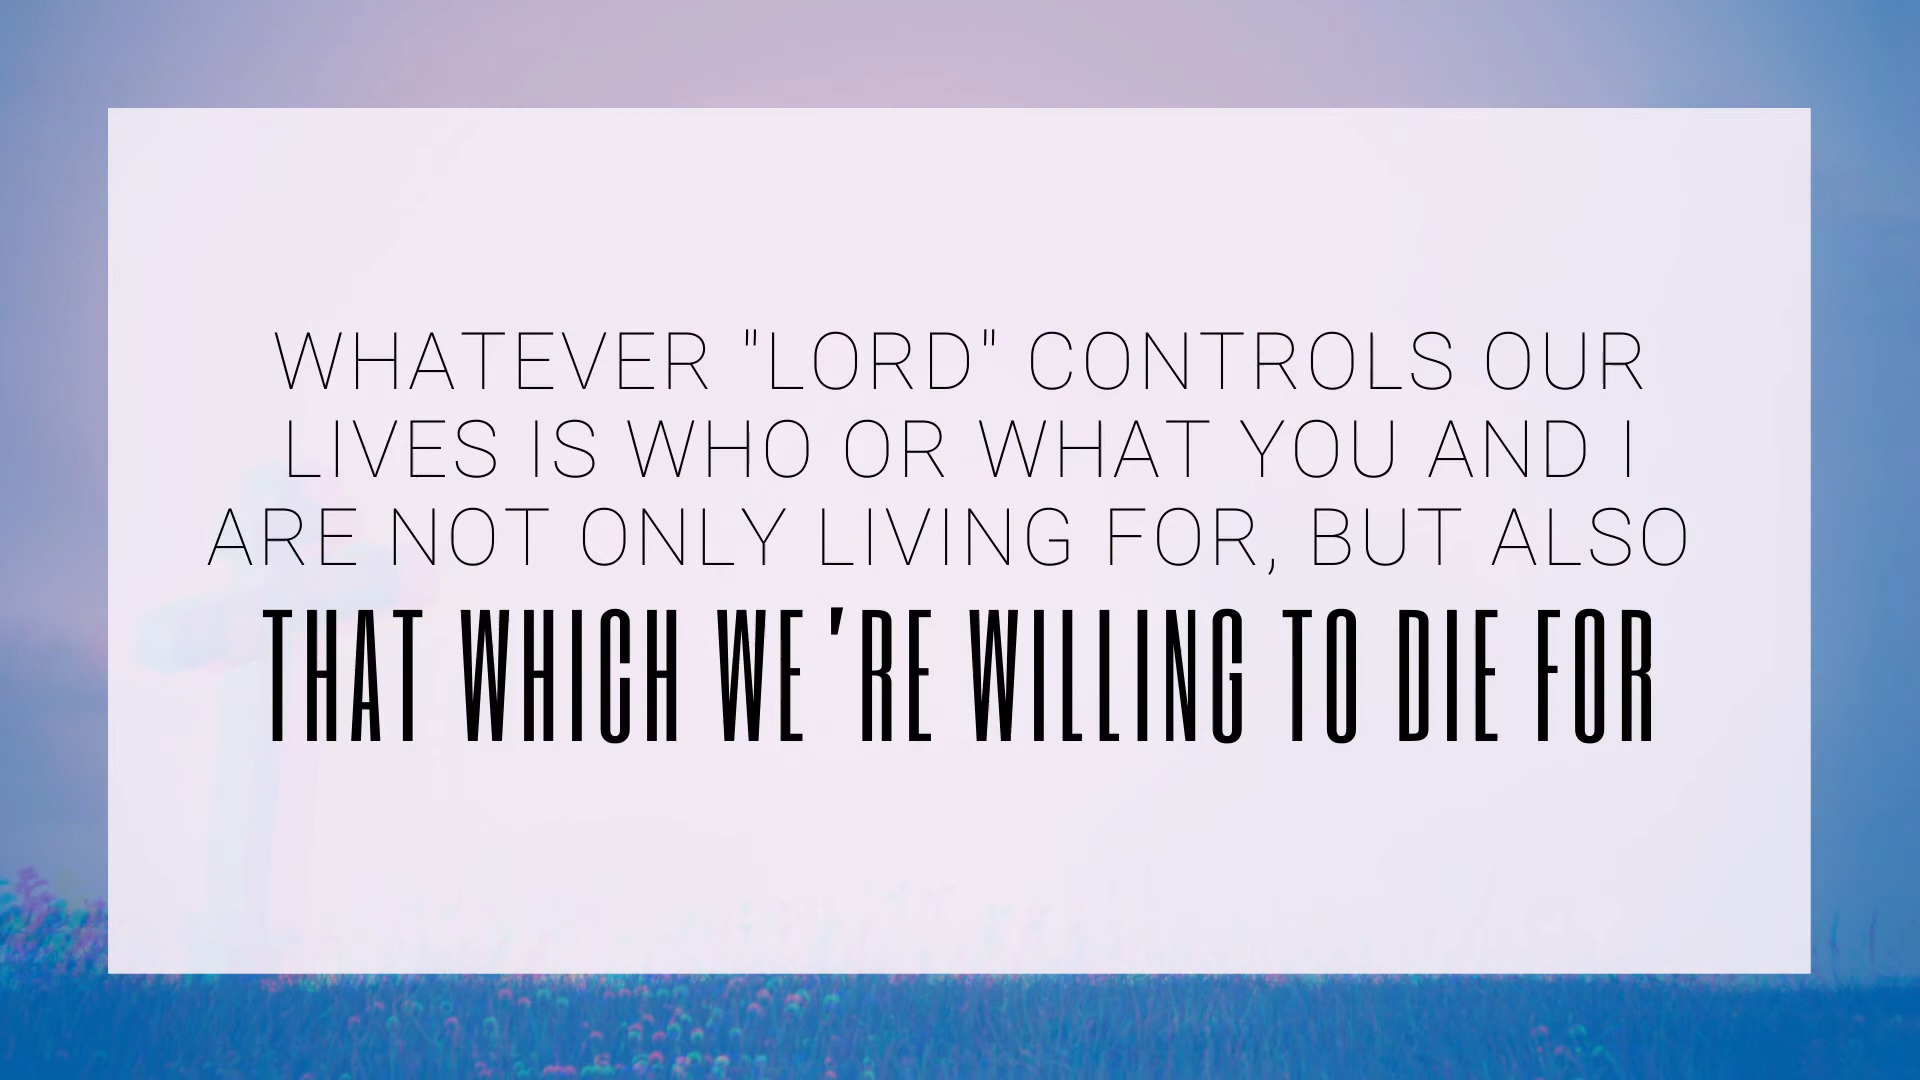 WHATEVER "LORD" CONTROLS OUR
LIVES IS WHO OR WHAT YOU AND I
ARE NOT ONLY LIVING FOR, BUT ALSO
THAT WHICH WE'RE WILLING TO DIE FOR